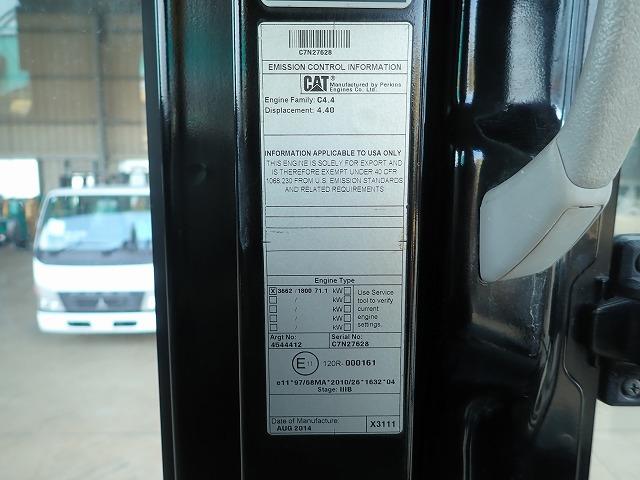 C7N27628
EMISSION CONTROL INFORMATION
CAT® Manufactured by Perkins
Engines Co. Ltd.
Engine Family: C4.4
Displacement: 4.40
INFORMATION APPLICABLE TO USA ONLY
THIS ENGINE IS SOLELY FOR EXPORT AND
IS THEREFORE EXEMPT UNDER 40 CFR
1068.230 FROM U.S. EMISSION STANDARDS
AND RELATED REQUIREMENTS
Engine Type
X 3662 / 1800 71.1 kW
/ kW
/ kW
/ kW
/ kW
Use Service
tool to verify
current
engine
settings.
Argt No: Serial No:
4544412 C7N27628
E11 120R-000161
e11*97/68MA*2010/26*1632*04
Stage: IIIB
Date of Manufacture:
AUG 2014 X3111